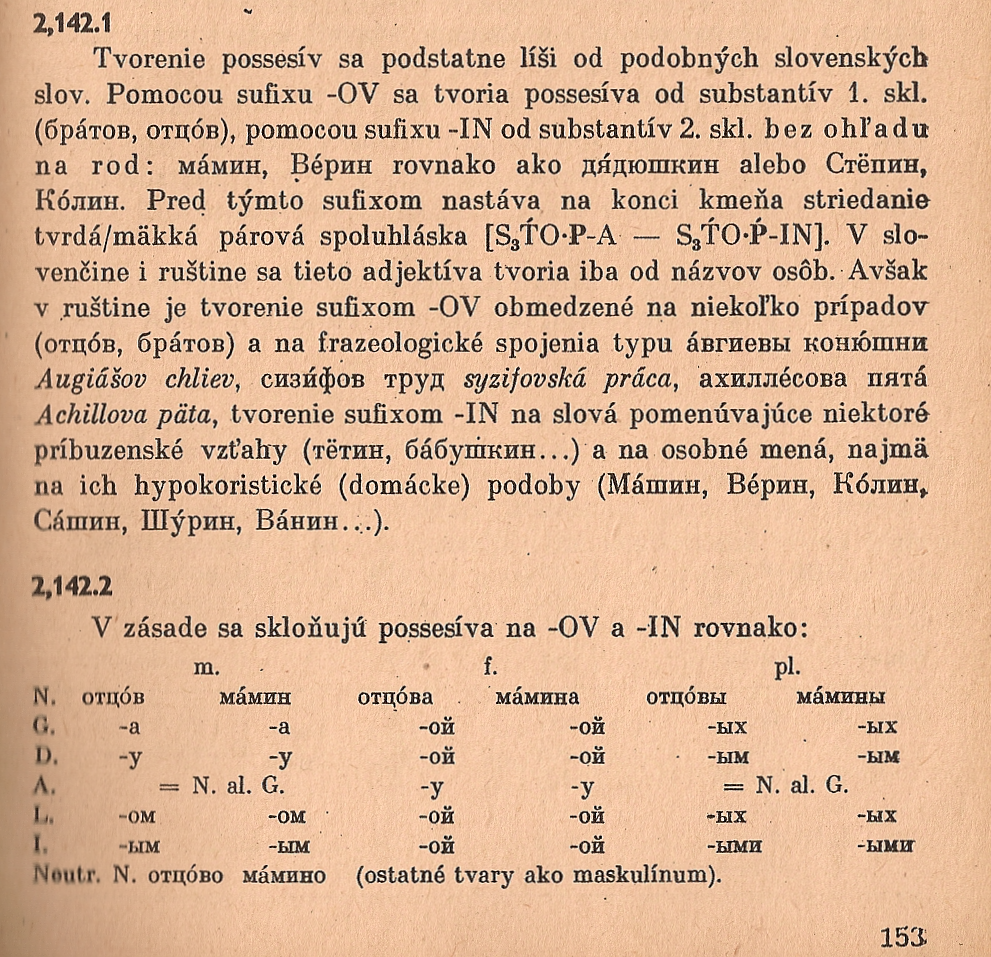 2,142.1
Tvorenie possesív sa podstatne líši od podobných slovenských
slov. Pomocou sufixu -OV sa tvoria possesíva od substantív 1. skl.
(бра́тов, отцо́в), pomocou sufixu -IN od substantív 2. skl. bez ohľadu
na rod: ма́мин, Ве́рин rovnako ako дя́дюшкин alebo Стёпин,
Ко́лин. Pred týmto sufixom nastáva na konci kmeňa striedanie
tvrdá/mäkká párová spoluhláska [S₃T́O·P-A — S₃T́O·Ṕ-IN]. V slo-
venčine i ruštine sa tieto adjektíva tvoria iba od názvov osôb. Avšak
v ruštine je tvorenie sufixom -OV obmedzené na niekoľko prípadov
(отцо́в, бра́тов) a na frazeologické spojenia typu а́вгиевы коню́шни
Augiášov chliev, сизи́фов труд syzifovská práca, ахилле́сова пята́
Achillova päta, tvorenie sufixom -IN na slová pomenúvajúce niektoré
príbuzenské vzťahy (тётин, ба́бушкин...) a na osobné mená, najmä
na ich hypokoristické (domácke) podoby (Ма́шин, Ве́рин, Ко́лин,
Са́шин, Шу́рин, Ва́нин...).
2,142.2
V zásade sa skloňujú possesíva na -OV a -IN rovnako:
m. f. pl.
N. отцо́в ма́мин отцо́ва ма́мина отцо́вы ма́мины
G. -а -а -ой -ой -ых -ых
D. -у -у -ой -ой -ым -ым
A. = N. al. G. -у -у = N. al. G.
L. -ом -ом -ой -ой -ых -ых
I. -ым -ым -ой -ой -ыми -ыми
Neutr. N. отцо́во ма́мино (ostatné tvary ako maskulínum).
153